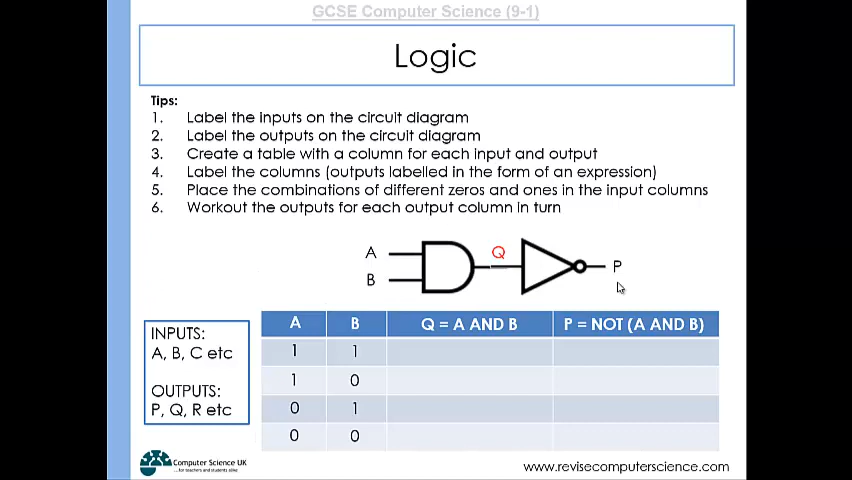 GCSE Computer Science (9-1)
Logic
Tips:
1. Label the inputs on the circuit diagram
2. Label the outputs on the circuit diagram
3. Create a table with a column for each input and output
4. Label the columns (outputs labelled in the form of an expression)
5. Place the combinations of different zeros and ones in the input columns
6. Workout the outputs for each output column in turn
A
B
Q
P
INPUTS:
A, B, C etc
OUTPUTS:
P, Q, R etc
A B Q = A AND B P = NOT (A AND B)
1 1
1 0
0 1
0 0
Computer Science UK
...for teachers and students alike
www.revisecomputerscience.com